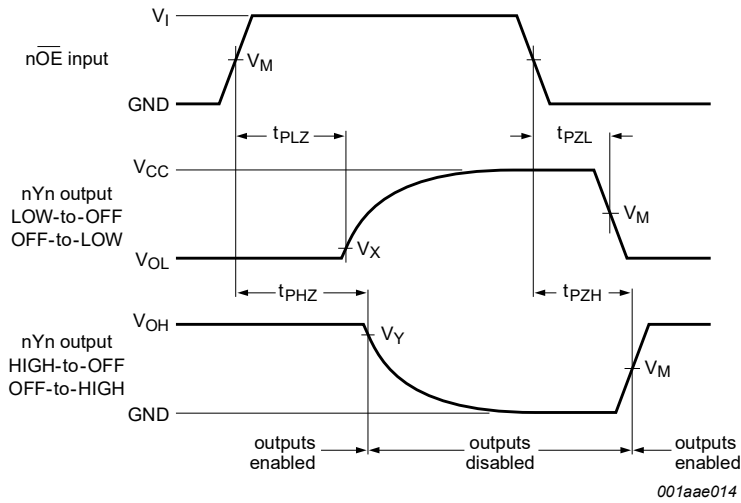 V_I
nO̅E̅ input
V_M
GND
t_PLZ
t_PZL
V_CC
nYn output
LOW-to-OFF
OFF-to-LOW
V_M
V_X
V_OL
t_PHZ
t_PZH
V_OH
V_Y
nYn output
HIGH-to-OFF
OFF-to-HIGH
V_M
GND
outputs
enabled
outputs
disabled
outputs
enabled
001aae014